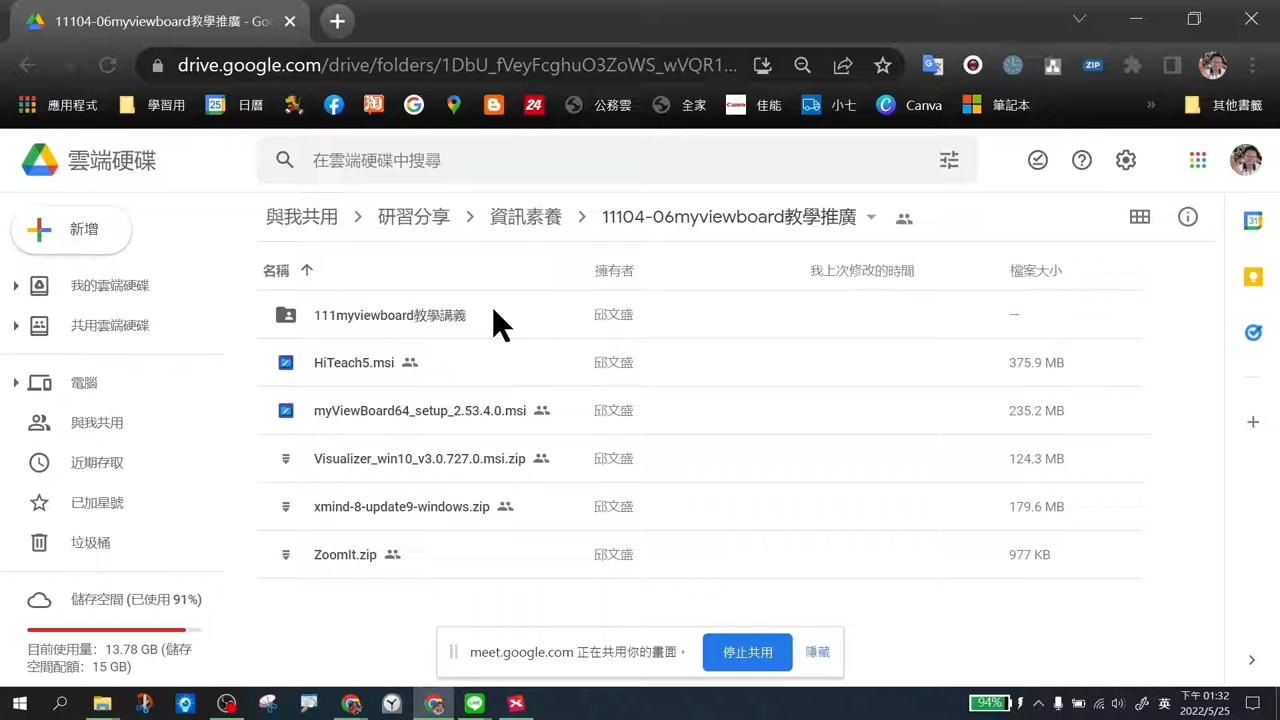 11104-06myviewboard教學推廣 - Goo
drive.google.com/drive/folders/1DbU_fVeyFcghuO3ZoWS_wVQR1...
ZIP
應用程式 學習用 31 日曆 淘 24 公務雲 全家 Canon 佳能 小七 Canva 筆記本 » 其他書籤
雲端硬碟
在雲端硬碟中搜尋
與我共用 > 研習分享 > 資訊素養 > 11104-06myviewboard教學推廣
新增
我的雲端硬碟
共用雲端硬碟
電腦
與我共用
近期存取
已加星號
垃圾桶
儲存空間 (已使用 91%)
目前使用量：13.78 GB (儲存
空間配額：15 GB)
名稱 擁有者 我上次修改的時間 檔案大小
111myviewboard教學講義 邱文盛 —
HiTeach5.msi 邱文盛 375.9 MB
myViewBoard64_setup_2.53.4.0.msi 邱文盛 235.2 MB
Visualizer_win10_v3.0.727.0.msi.zip 邱文盛 124.3 MB
xmind-8-update9-windows.zip 邱文盛 179.6 MB
ZoomIt.zip 邱文盛 977 KB
31
meet.google.com 正在共用你的畫面。 停止共用 隱藏
94% 英 下午 01:32
2022/5/25